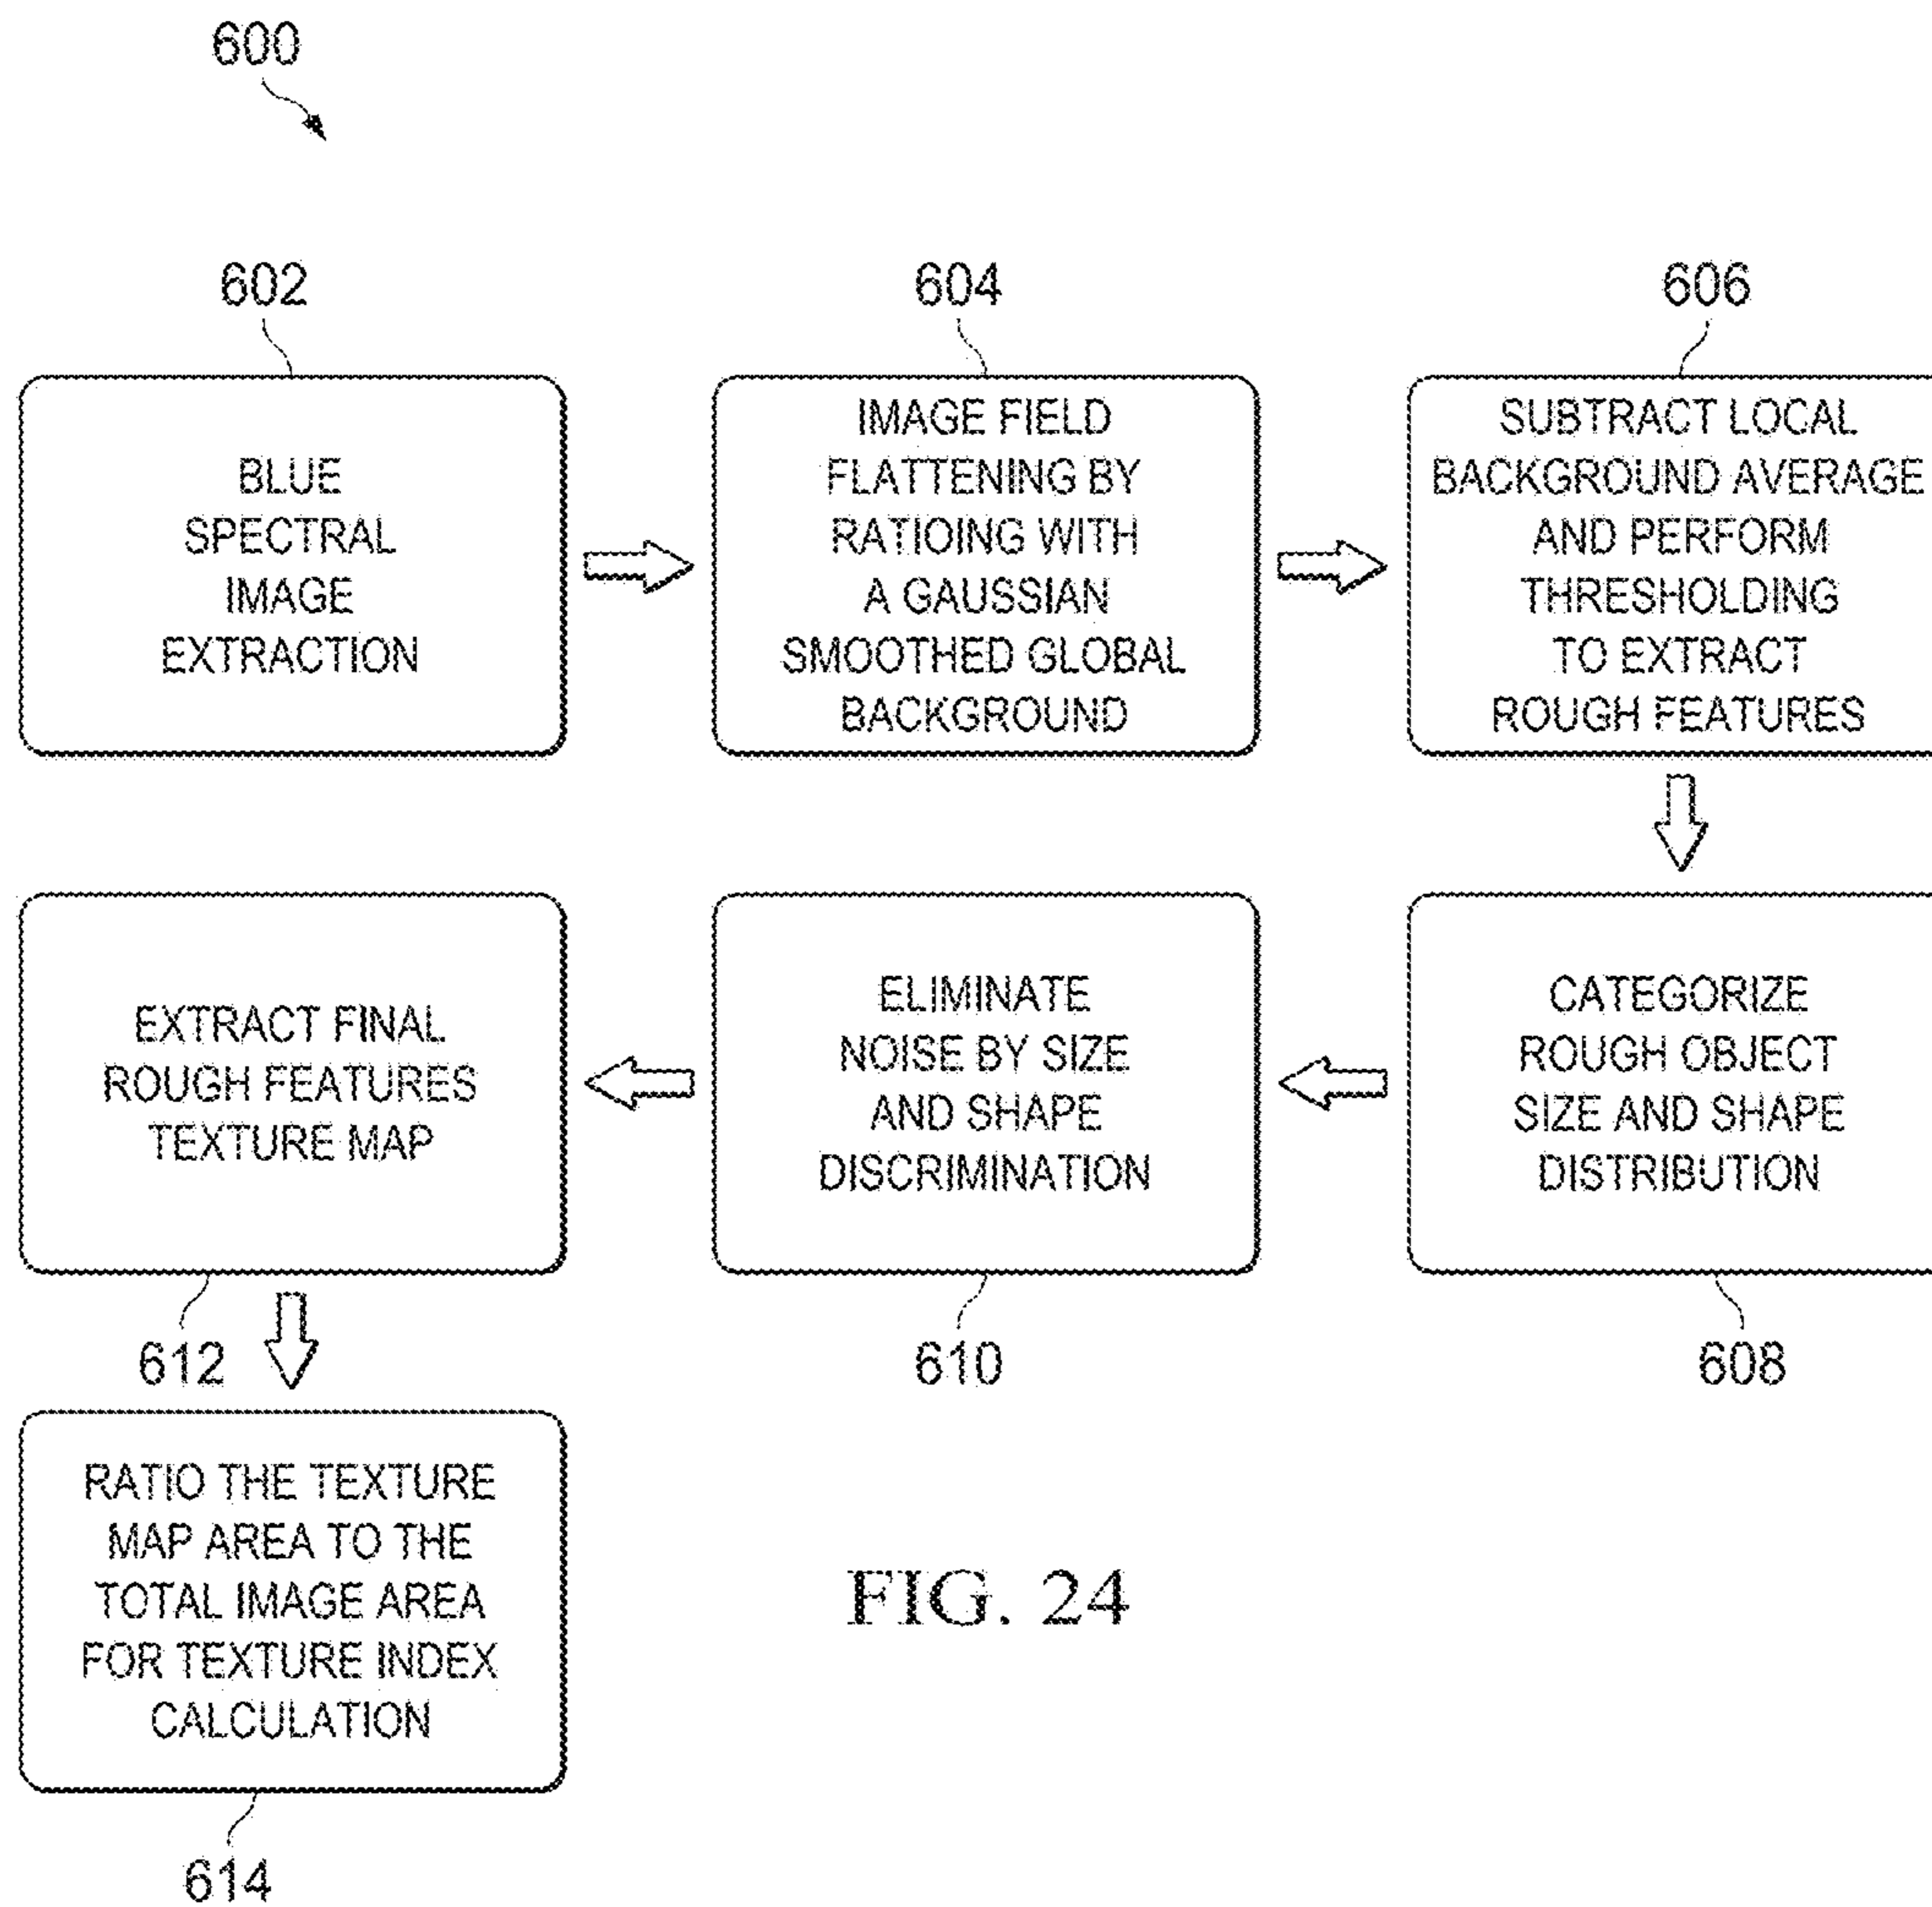 600
602
BLUE
SPECTRAL
IMAGE
EXTRACTION
604
IMAGE FIELD
FLATTENING BY
RATIOING WITH
A GAUSSIAN
SMOOTHED GLOBAL
BACKGROUND
606
SUBTRACT LOCAL
BACKGROUND AVERAGE
AND PERFORM
THRESHOLDING
TO EXTRACT
ROUGH FEATURES
CATEGORIZE
ROUGH OBJECT
SIZE AND SHAPE
DISTRIBUTION
608
ELIMINATE
NOISE BY SIZE
AND SHAPE
DISCRIMINATION
610
EXTRACT FINAL
ROUGH FEATURES
TEXTURE MAP
612
RATIO THE TEXTURE
MAP AREA TO THE
TOTAL IMAGE AREA
FOR TEXTURE INDEX
CALCULATION
614
FIG. 24